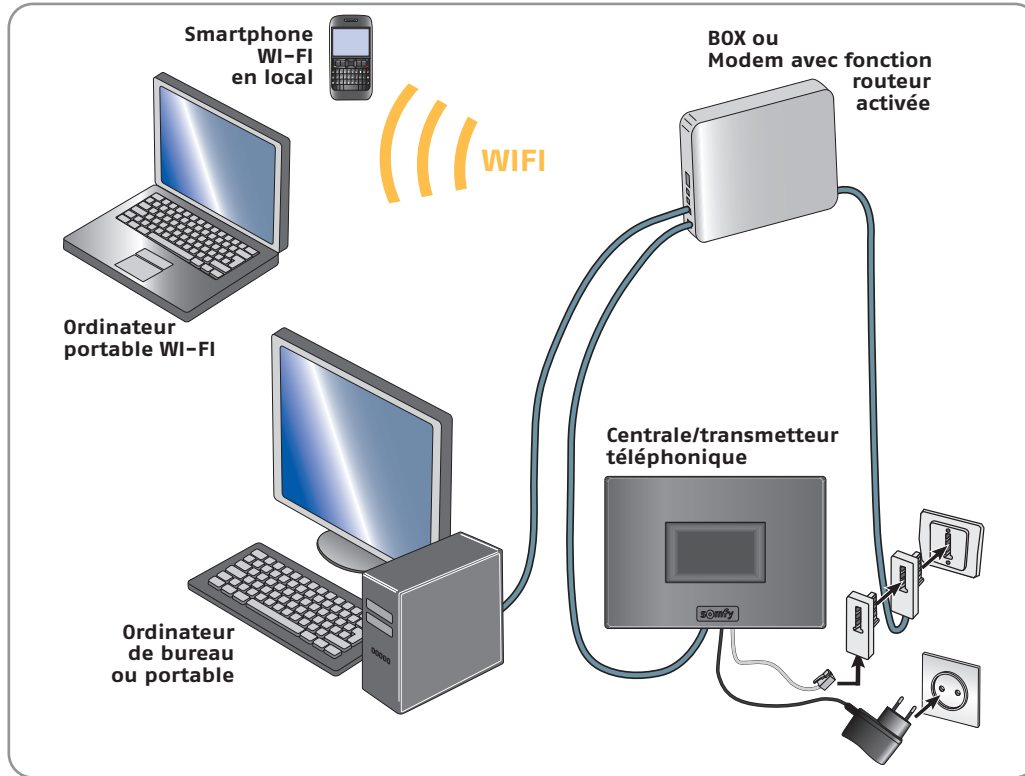 Smartphone
WI-FI
en local
BOX ou
Modem avec fonction
routeur
activée
WIFI
Ordinateur
portable WI-FI
Centrale/transmetteur
téléphonique
somfy
Ordinateur
de bureau
ou portable